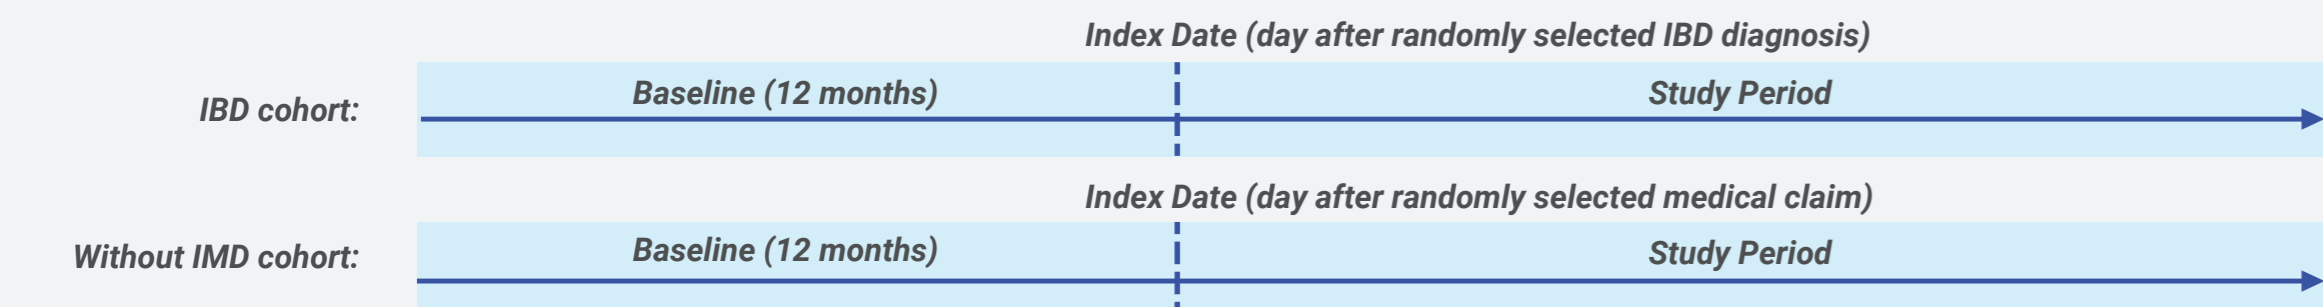 Index Date (day after randomly selected IBD diagnosis)
IBD cohort:
Baseline (12 months)
Study Period
Index Date (day after randomly selected medical claim)
Without IMD cohort:
Baseline (12 months)
Study Period